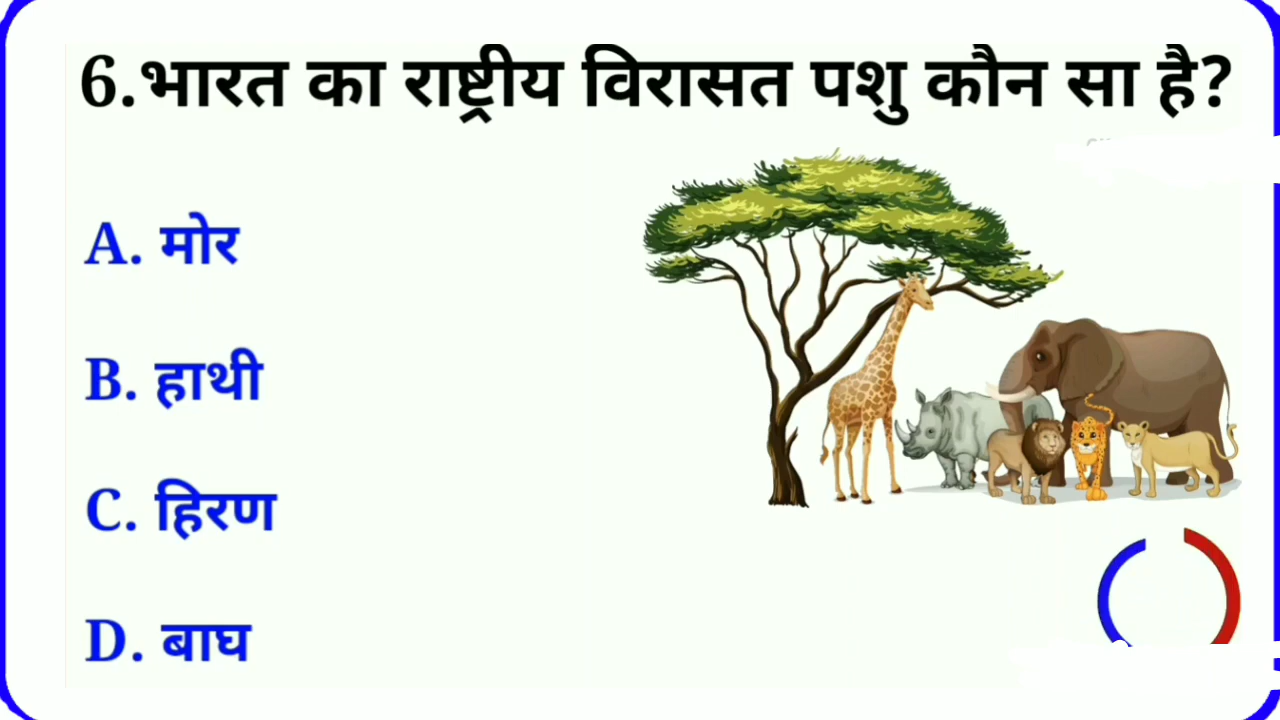 6.भारत का राष्ट्रीय विरासत पशु कौन सा है?
A. मोर
B. हाथी
C. हिरण
D. बाघ